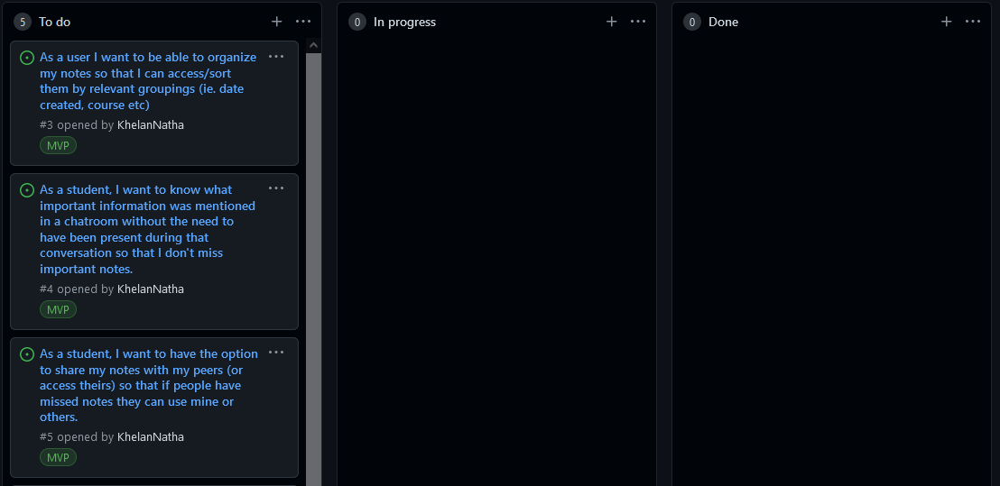 5 To do
As a user I want to be able to organize
my notes so that I can access/sort
them by relevant groupings (ie. date
created, course etc)
#3 opened by KhelanNatha
MVP
As a student, I want to know what
important information was mentioned
in a chatroom without the need to
have been present during that
conversation so that I don't miss
important notes.
#4 opened by KhelanNatha
MVP
As a student, I want to have the option
to share my notes with my peers (or
access theirs) so that if people have
missed notes they can use mine or
others.
#5 opened by KhelanNatha
MVP
0 In progress
0 Done